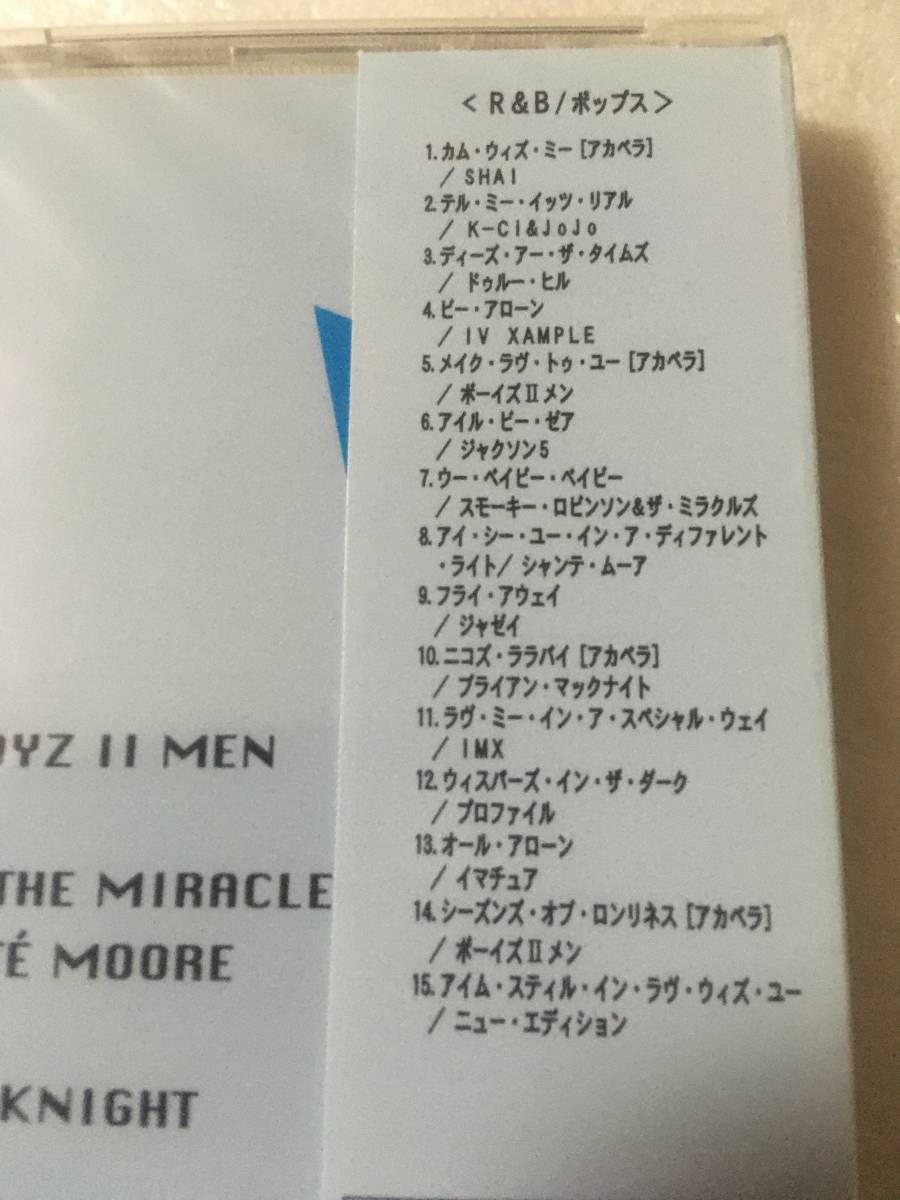 < R&B/ポップス>
1.カム・ウィズ・ミー[アカペラ]
/ SHAI
2.テル・ミー・イッツ・リアル
/ K-Ci&JoJo
3.ディーズ・アー・ザ・タイムズ
/ ドゥルー・ヒル
4.ビー・アローン
/ IV XAMPLE
5.メイク・ラヴ・トゥ・ユー[アカペラ]
/ ボーイズⅡメン
6.アイル・ビー・ゼア
/ ジャクソン5
7.ウー・ベイビー・ベイビー
/ スモーキー・ロビンソン&ザ・ミラクルズ
8.アイ・シー・ユー・イン・ア・ディファレント
・ライト/ シャンテ・ムーア
9.フライ・アウェイ
/ ジャゼイ
10.ニコズ・ララバイ[アカペラ]
/ ブライアン・マックナイト
11.ラヴ・ミー・イン・ア・スペシャル・ウェイ
/ IMX
12.ウィスパーズ・イン・ザ・ダーク
/ プロファイル
13.オール・アローン
/ イマチュア
14.シーズンズ・オブ・ロンリネス[アカペラ]
/ ボーイズⅡメン
15.アイム・スティル・イン・ラヴ・ウィズ・ユー
/ ニュー・エディション
OYZ II MEN
THE MIRACLE
TÉ MOORE
KNIGHT